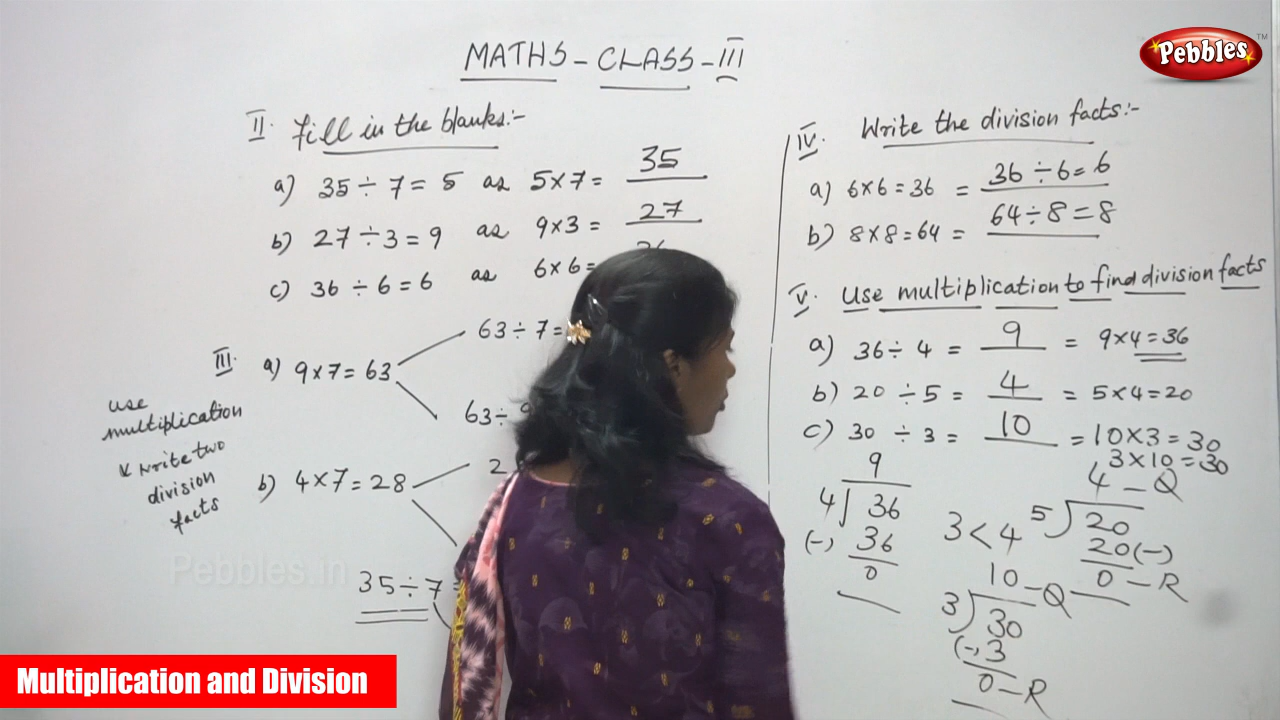 Pebbles TM
MATHS - CLASS - III
II. Fill in the blanks:-
a) 35 ÷ 7 = 5 as 5 x 7 = 35
b) 27 ÷ 3 = 9 as 9 x 3 = 27
c) 36 ÷ 6 = 6 as 6 x 6 =
III. a) 9 x 7 = 63
63 ÷ 7 =
63 ÷
use
multiplication
& write two
division
facts
b) 4 x 7 = 28
2
35 ÷ 7 =
IV. Write the division facts:-
a) 6 x 6 = 36 = 36 ÷ 6 = 6
b) 8 x 8 = 64 = 64 ÷ 8 = 8
V. Use multiplication to find division facts
a) 36 ÷ 4 = 9 = 9 x 4 = 36
b) 20 ÷ 5 = 4 = 5 x 4 = 20
c) 30 ÷ 3 = 10 = 10 x 3 = 30
3 x 10 = 30
9
4 36
(-) 36
0
3 < 4
4 - Q
5 20
20 (-)
0 - R
10 - Q
3 30
(-) 3
0 - R
Pebbles.in
Multiplication and Division